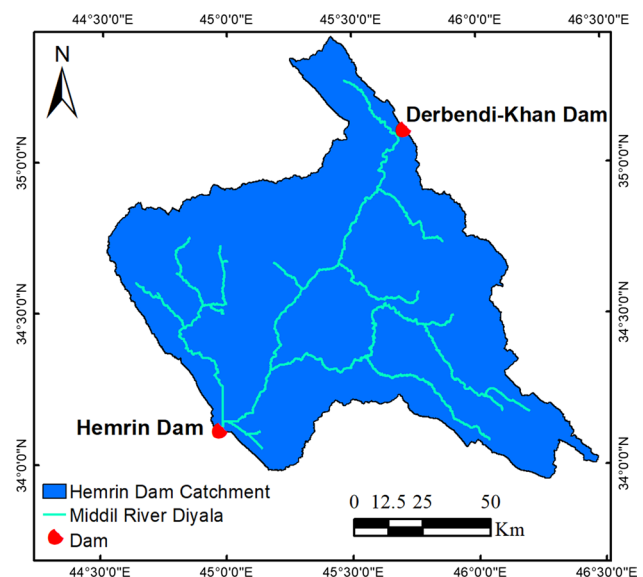 44°30'0"E 45°0'0"E 45°30'0"E 46°0'0"E 46°30'0"E
N
Derbendi-Khan Dam
35°0'0"N 35°0'0"N
34°30'0"N 34°30'0"N
Hemrin Dam
34°0'0"N 34°0'0"N
Hemrin Dam Catchment
Middil River Diyala
Dam
0 12.5 25 50
Km
44°30'0"E 45°0'0"E 45°30'0"E 46°0'0"E 46°30'0"E